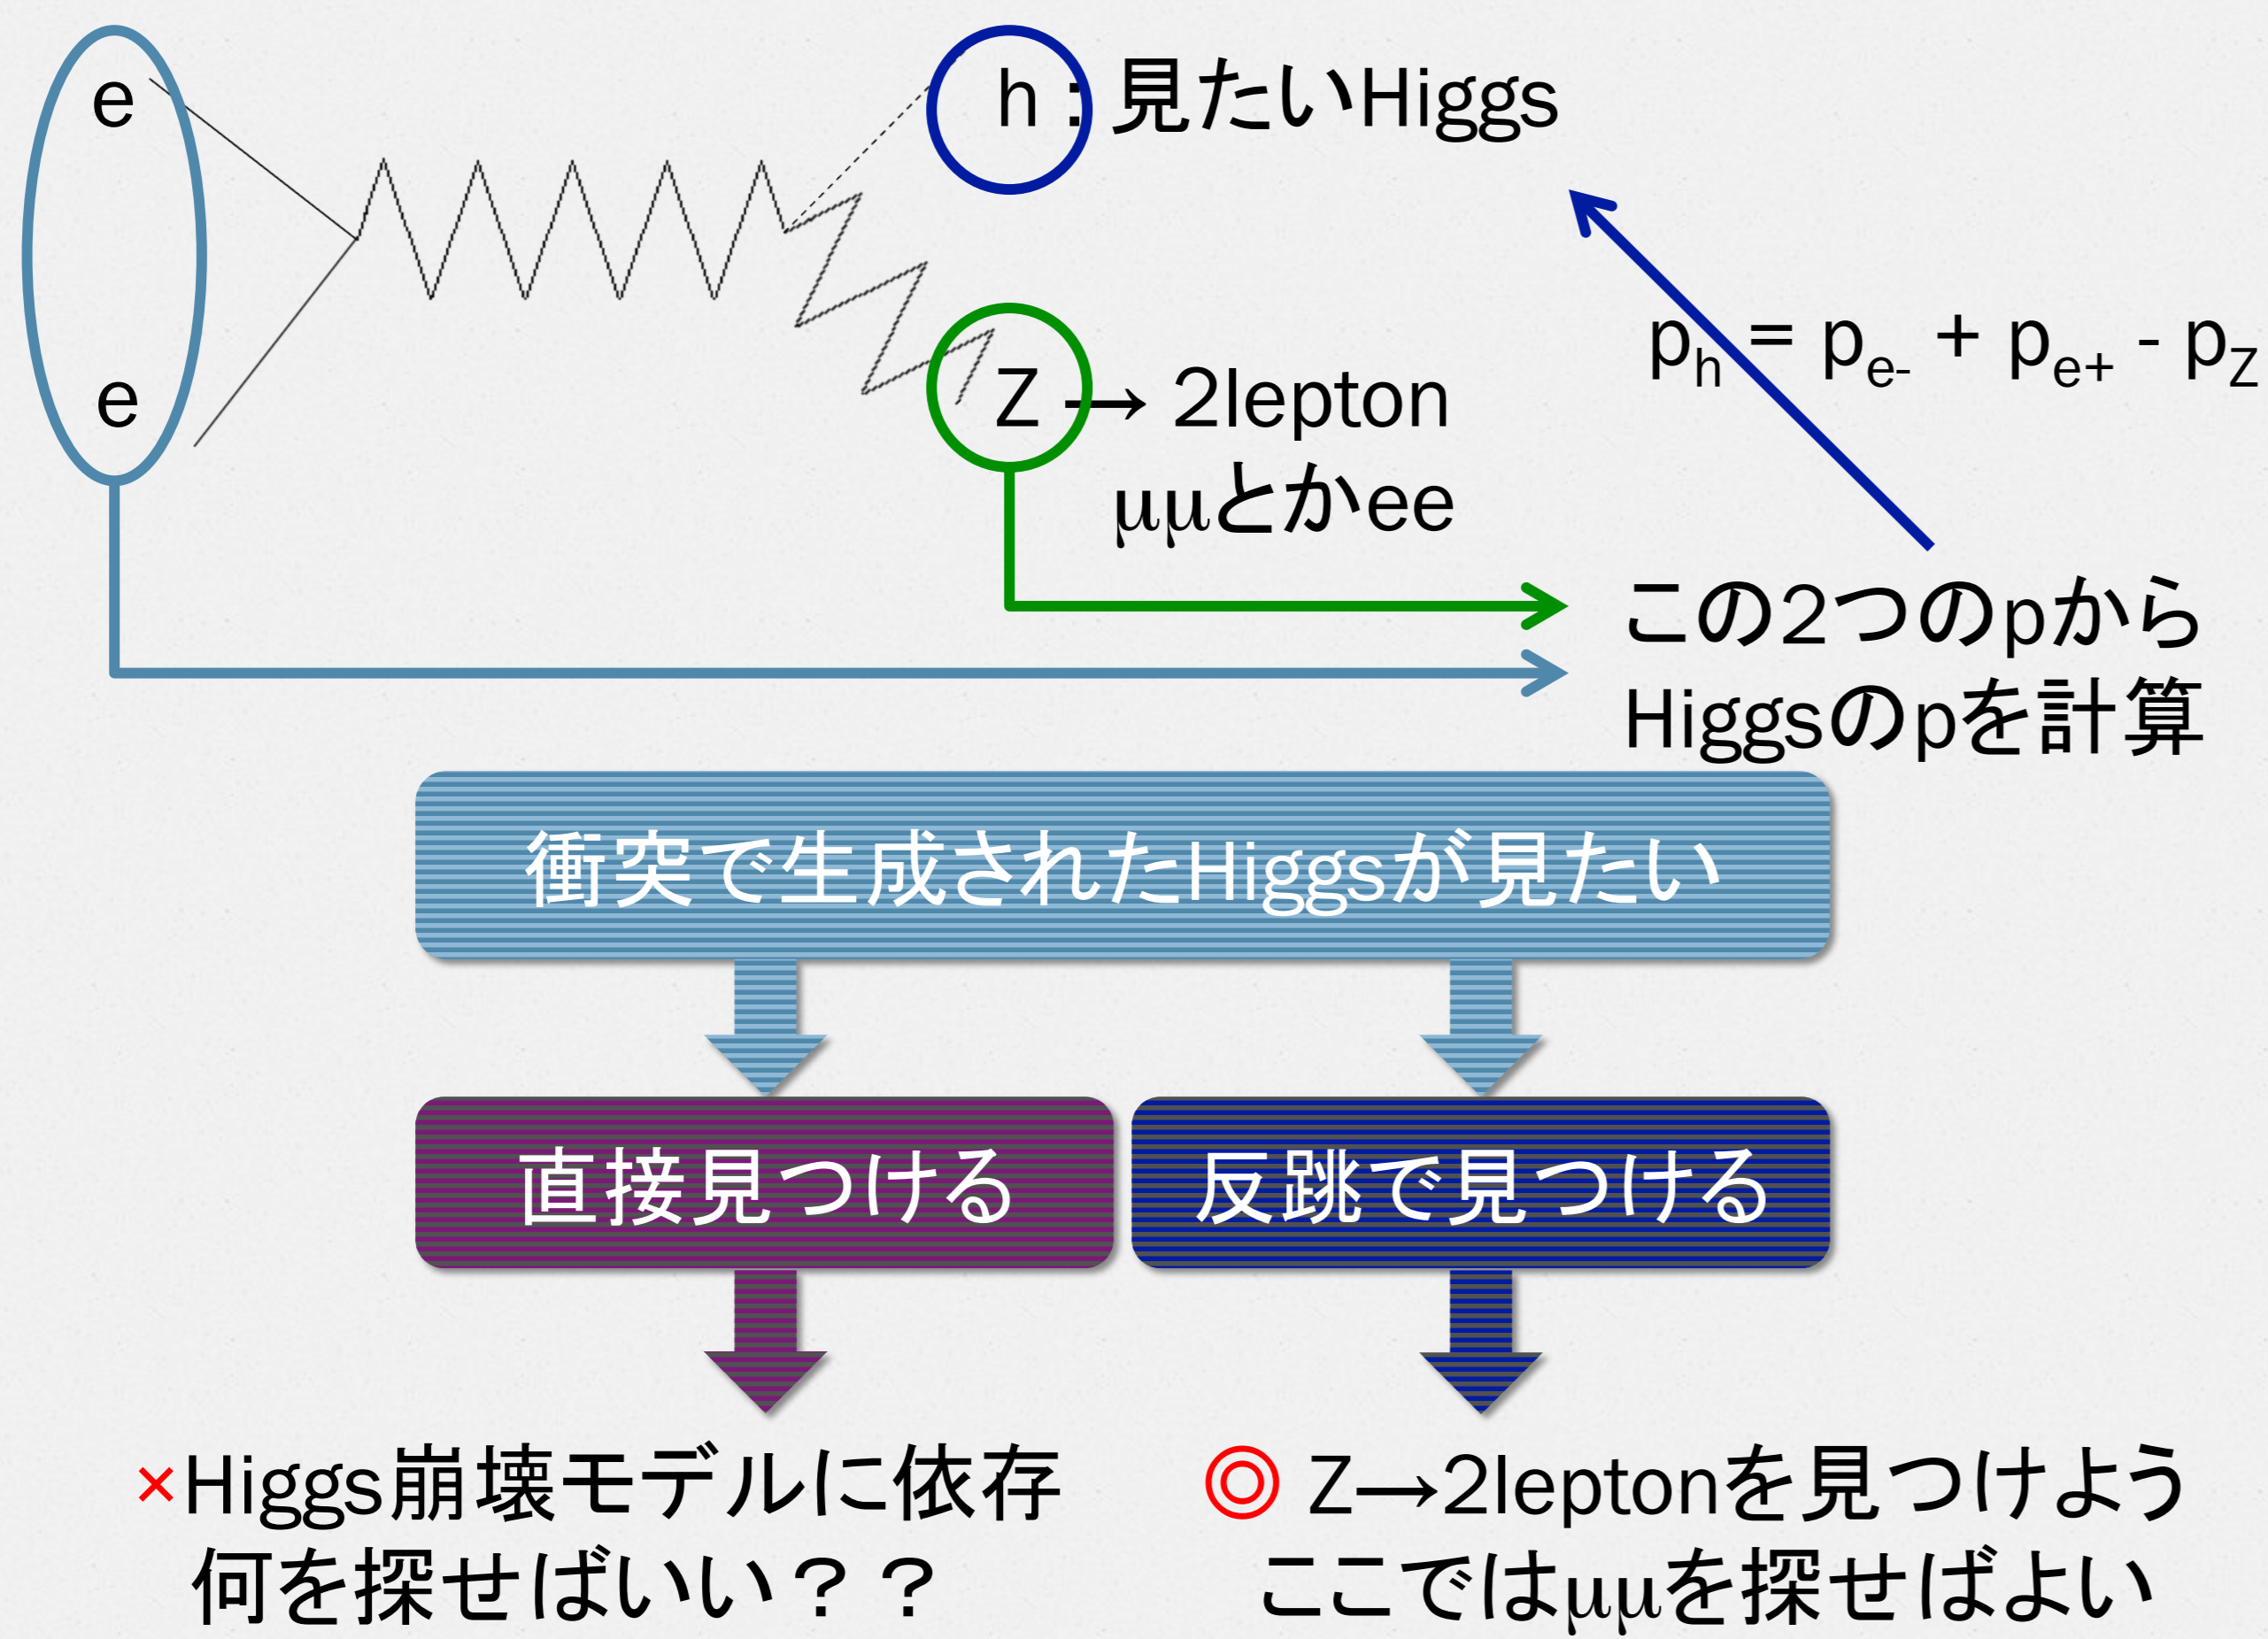 e
h : 見たいHiggs
p_h = p_e- + p_e+ - p_Z
e
Z → 2lepton
μμとかee
この2つのpから
Higgsのpを計算
衝突で生成されたHiggsが見たい
直接見つける
反跳で見つける
×Higgs崩壊モデルに依存
何を探せばいい？？
◎ Z→2leptonを見つけよう
ここではμμを探せばよい